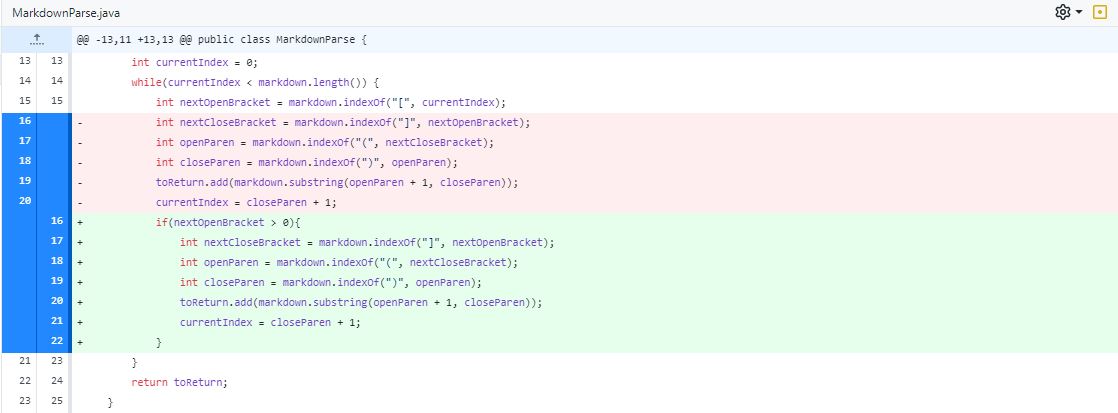 MarkdownParse.java
@@ -13,11 +13,13 @@ public class MarkdownParse {
13 13 int currentIndex = 0;
14 14 while(currentIndex < markdown.length()) {
15 15 int nextOpenBracket = markdown.indexOf("[", currentIndex);
16 - int nextCloseBracket = markdown.indexOf("]", nextOpenBracket);
17 - int openParen = markdown.indexOf("(", nextCloseBracket);
18 - int closeParen = markdown.indexOf(")", openParen);
19 - toReturn.add(markdown.substring(openParen + 1, closeParen));
20 - currentIndex = closeParen + 1;
16 + if(nextOpenBracket > 0){
17 + int nextCloseBracket = markdown.indexOf("]", nextOpenBracket);
18 + int openParen = markdown.indexOf("(", nextCloseBracket);
19 + int closeParen = markdown.indexOf(")", openParen);
20 + toReturn.add(markdown.substring(openParen + 1, closeParen));
21 + currentIndex = closeParen + 1;
22 + }
21 23 }
22 24 return toReturn;
23 25 }